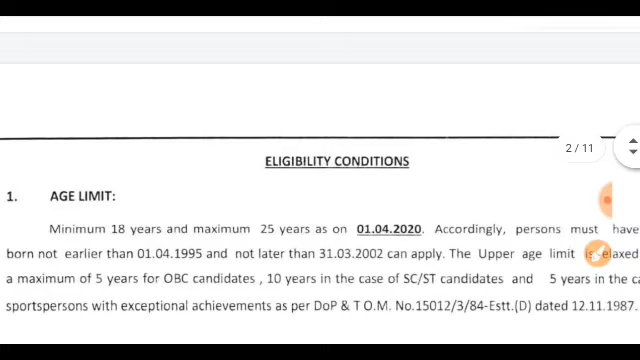 2 / 11
ELIGIBILITY CONDITIONS
1. AGE LIMIT:
Minimum 18 years and maximum 25 years as on 01.04.2020. Accordingly, persons must have
born not earlier than 01.04.1995 and not later than 31.03.2002 can apply. The Upper age limit is elaxed
a maximum of 5 years for OBC candidates , 10 years in the case of SC/ST candidates and 5 years in the ca
sportspersons with exceptional achievements as per DoP & T O.M. No.15012/3/84-Estt.(D) dated 12.11.1987.